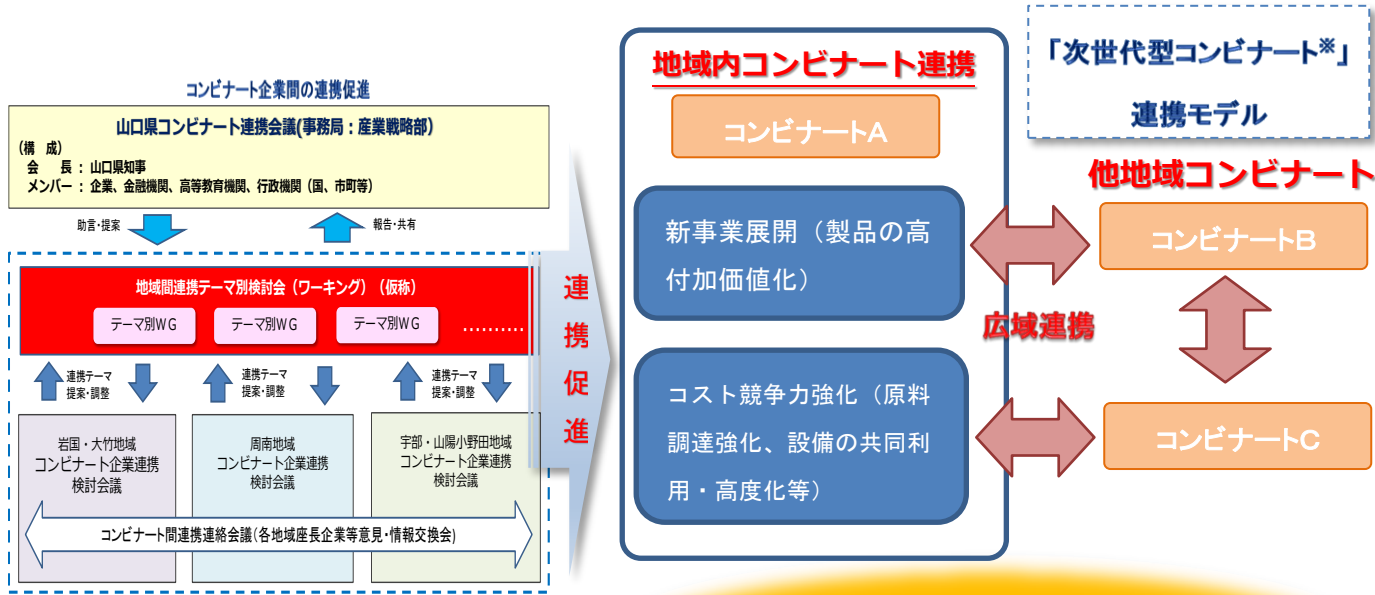 コンビナート企業間の連携促進
山口県コンビナート連携会議(事務局：産業戦略部)
(構　成)
会　　長　：　山口県知事
メンバー　：　企業、金融機関、高等教育機関、行政機関（国、市町等）
助言・提案
報告・共有
地域間連携テーマ別検討会（ワーキング）（仮称）
テーマ別ＷＧ
テーマ別ＷＧ
テーマ別ＷＧ
‥‥‥‥‥
連携テーマ
提案・調整
連携テーマ
提案・調整
連携テーマ
提案・調整
岩国・大竹地域
コンビナート企業連携
検討会議
周南地域
コンビナート企業連携
検討会議
宇部・山陽小野田地域
コンビナート企業連携
検討会議
コンビナート間連携連絡会議(各地域座長企業等意見・情報交換会)
連
携
促
進
地域内コンビナート連携
コンビナートA
新事業展開（製品の高
付加価値化）
コスト競争力強化（原料
調達強化、設備の共同利
用・高度化等）
「次世代型コンビナート※」
連携モデル
他地域コンビナート
コンビナートB
広域連携
コンビナートC